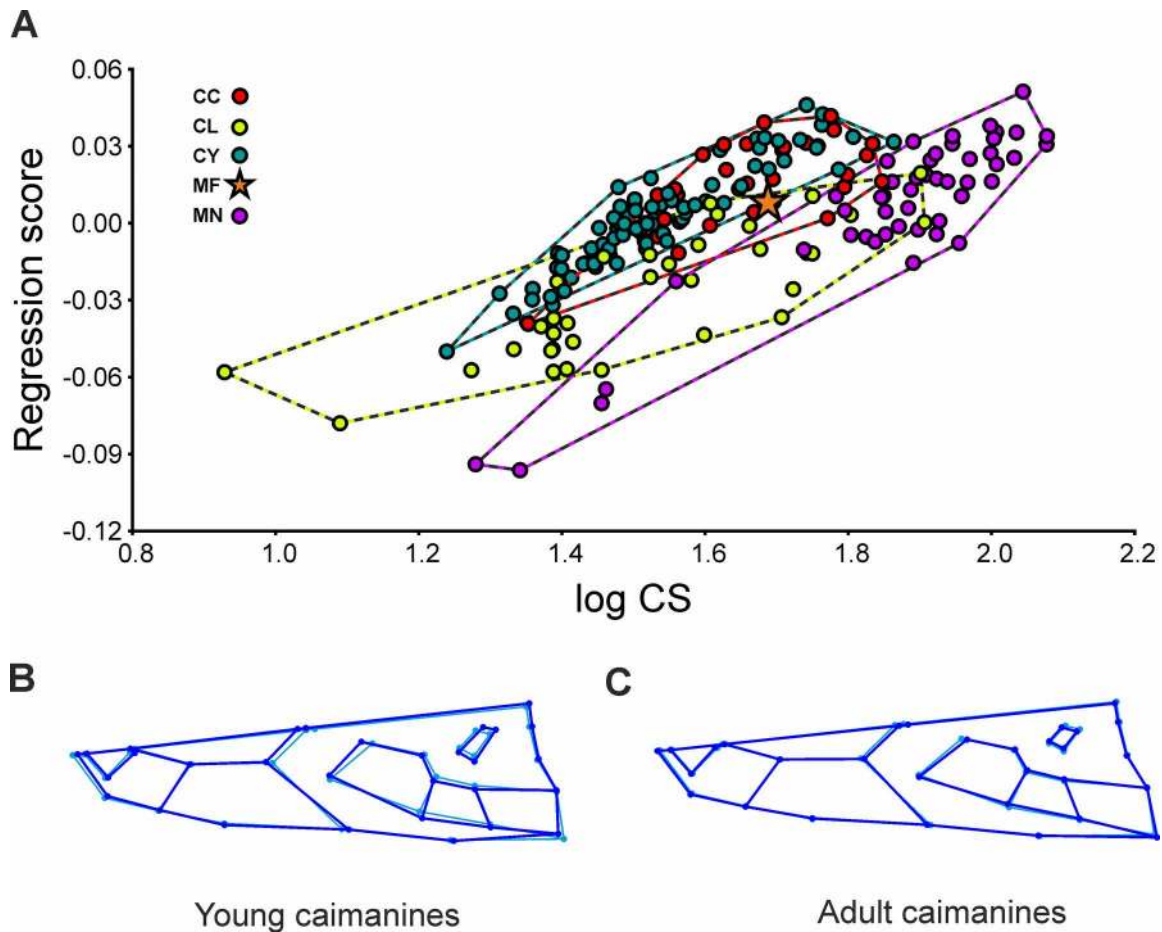 A
0.06
0.03
0.00
-0.03
-0.06
-0.09
-0.12
Regression score
CC
CL
CY
MF
MN
0.8 1.0 1.2 1.4 1.6 1.8 2.0 2.2
log CS
B
C
Young caimanines
Adult caimanines